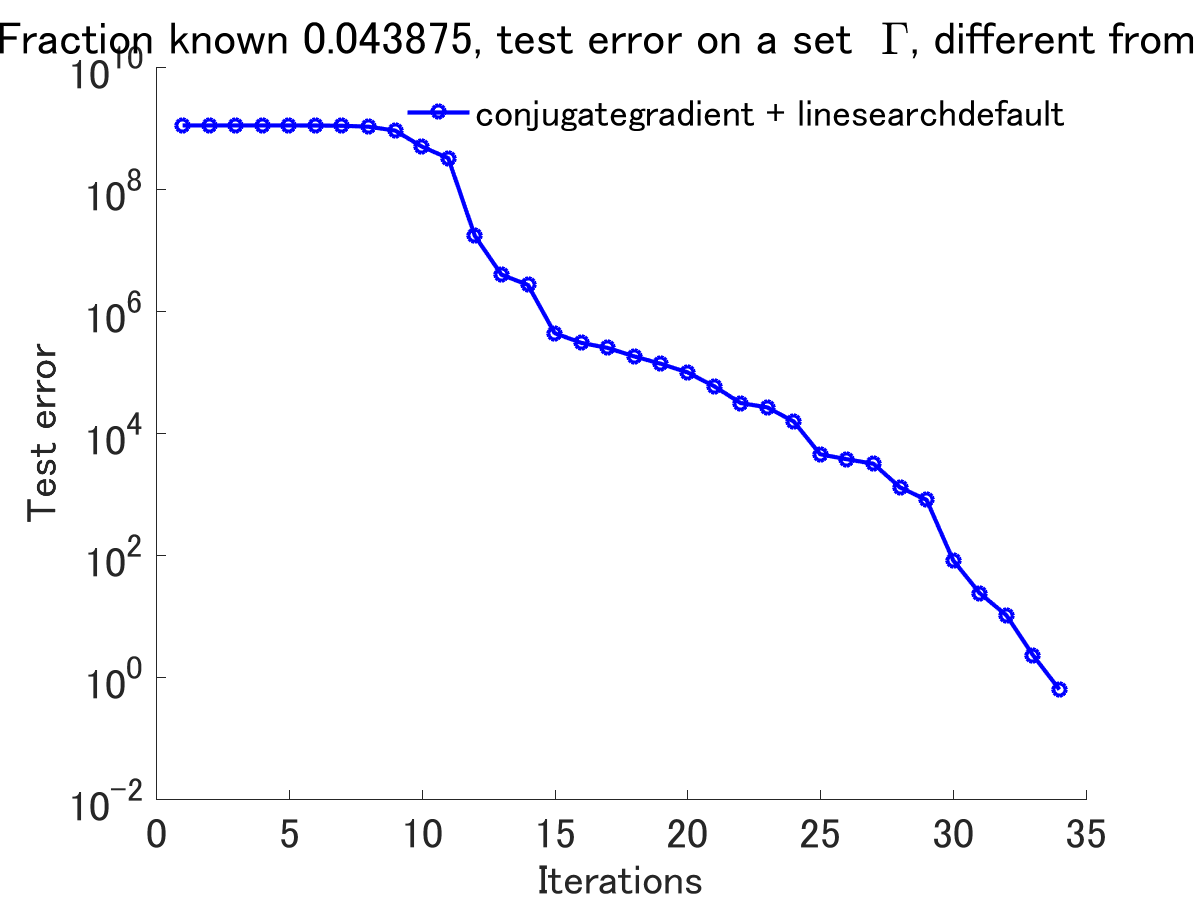 Fraction known 0.043875, test error on a set Γ, different from
10^10
conjugategradient + linesearchdefault
10^8
10^6
10^4
10^2
10^0
10^-2
Test error
0 5 10 15 20 25 30 35
Iterations